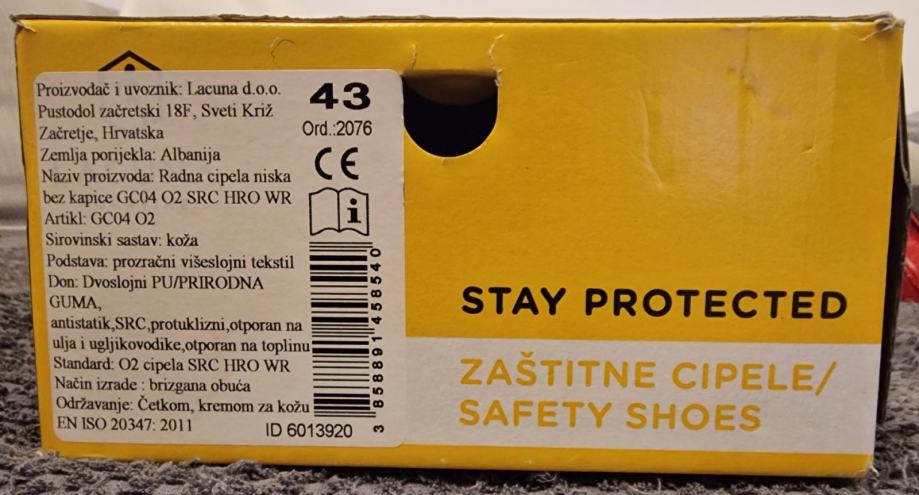 Proizvođač i uvoznik: Lacuna d.o.o.
Pustodol začretski 18F, Sveti Križ
Začretje, Hrvatska
Zemlja porijekla: Albanija
Naziv proizvoda: Radna cipela niska
bez kapice GC04 O2 SRC HRO WR
Artikl: GC04 O2
Sirovinski sastav: koža
Podstava: prozračni višeslojni tekstil
Don: Dvoslojni PU/PRIRODNA
GUMA,
antistatik,SRC,protuklizni,otporan na
ulja i ugljikovodike,otporan na toplinu
Standard: O2 cipela SRC HRO WR
Način izrade : brizgana obuća
Održavanje: Četkom, kremom za kožu
EN ISO 20347: 2011
43
Ord.:2076
CE
i
3 858891 458540
ID 6013920
STAY PROTECTED
ZAŠTITNE CIPELE/
SAFETY SHOES